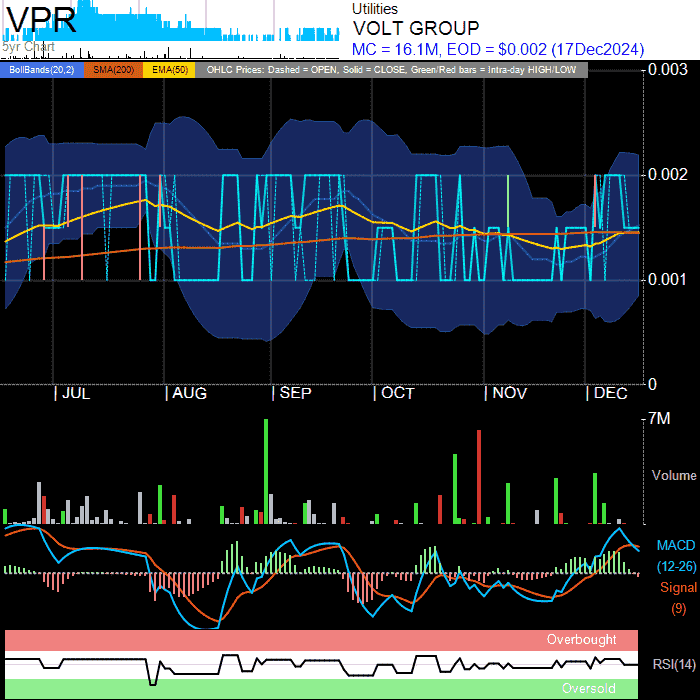 VPR
5yr Chart
Utilities
VOLT GROUP
MC = 16.1M, EOD = $0.002 (17Dec2024)
BollBands(20,2) SMA(200) EMA(50) OHLC Prices: Dashed = OPEN, Solid = CLOSE, Green/Red bars = Intra-day HIGH/LOW
0.003
0.002
0.001
0
JUL AUG SEP OCT NOV DEC
7M
Volume
MACD
(12-26)
Signal
(9)
Overbought
RSI(14)
Oversold